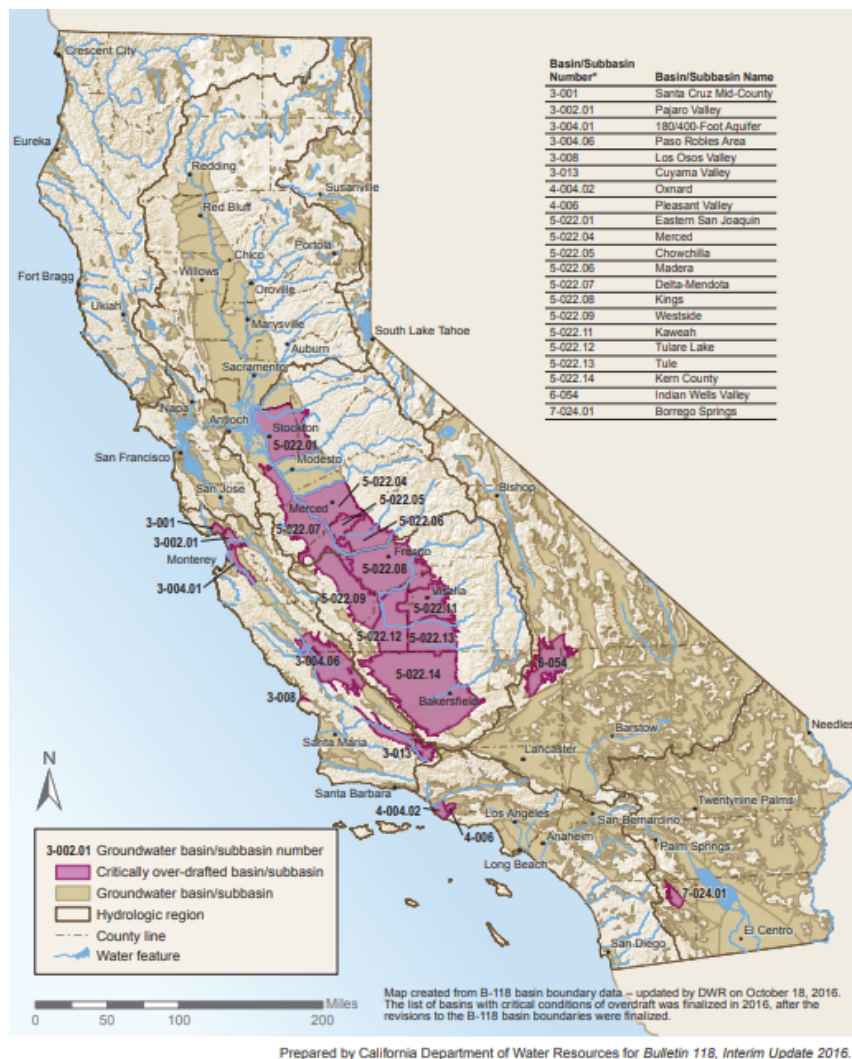 Basin/Subbasin
Number* Basin/Subbasin Name
3-001 Santa Cruz Mid-County
3-002.01 Pajaro Valley
3-004.01 180/400-Foot Aquifer
3-004.06 Paso Robles Area
3-008 Los Osos Valley
3-013 Cuyama Valley
4-004.02 Oxnard
4-006 Pleasant Valley
5-022.01 Eastern San Joaquin
5-022.04 Merced
5-022.05 Chowchilla
5-022.06 Madera
5-022.07 Delta-Mendota
5-022.08 Kings
5-022.09 Westside
5-022.11 Kaweah
5-022.12 Tulare Lake
5-022.13 Tule
5-022.14 Kern County
6-054 Indian Wells Valley
7-024.01 Borrego Springs
Crescent City
Eureka
Redding
Susanville
Red Bluff
Chico
Portola
Willows
Fort Bragg
Oroville
Ukiah
Marysville
South Lake Tahoe
Auburn
Sacramento
Napa
Antioch
Stockton
5-022.01
San Francisco
Modesto
5-022.04
San Jose
Bishop
5-022.05
Merced
3-001
5-022.06
5-022.07
3-002.01
Fresno
Monterey
5-022.08
3-004.01
Visalia
5-022.09
5-022.11
5-022.12
5-022.13
3-004.06
6-054
5-022.14
3-008
Bakersfield
Needles
Barstow
Santa Maria
3-013
Lancaster
Santa Barbara
Twentynine Palms
4-004.02
Los Angeles
San Bernardino
4-006
Anaheim
Palm Springs
Long Beach
7-024.01
El Centro
San Diego
N
3-002.01 Groundwater basin/subbasin number
Critically over-drafted basin/subbasin
Groundwater basin/subbasin
Hydrologic region
County line
Water feature
Miles
0 50 100 200
Map created from B-118 basin boundary data – updated by DWR on October 18, 2016.
The list of basins with critical conditions of overdraft was finalized in 2016, after the
revisions to the B-118 basin boundaries were finalized.
Prepared by California Department of Water Resources for Bulletin 118, Interim Update 2016.